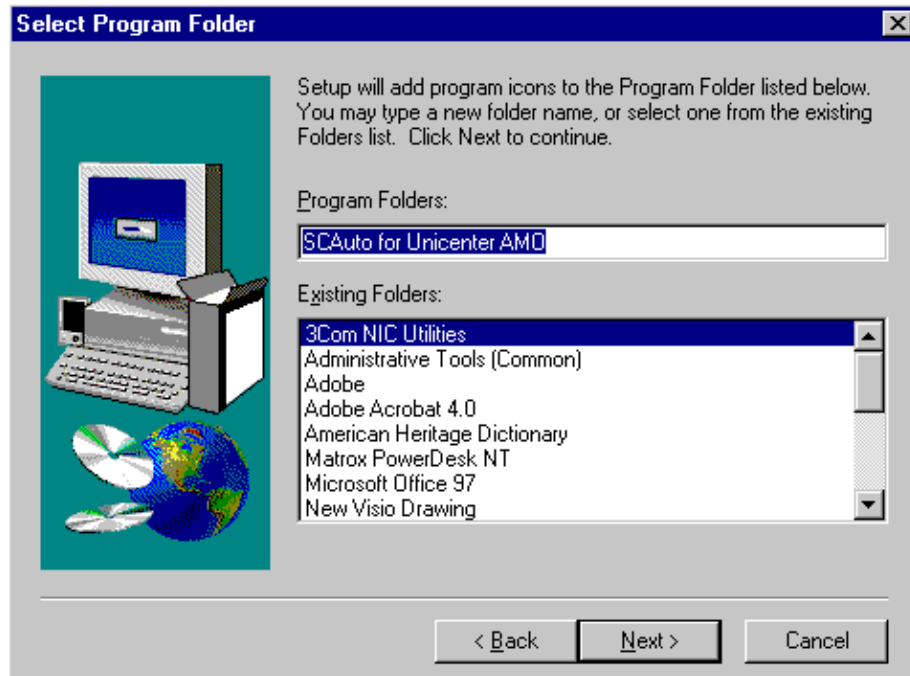 Select Program Folder
Setup will add program icons to the Program Folder listed below.
You may type a new folder name, or select one from the existing
Folders list.  Click Next to continue.
Program Folders:
SCAuto for Unicenter AMO
Existing Folders:
3Com NIC Utilities
Administrative Tools (Common)
Adobe
Adobe Acrobat 4.0
American Heritage Dictionary
Matrox PowerDesk NT
Microsoft Office 97
New Visio Drawing
< Back
Next >
Cancel